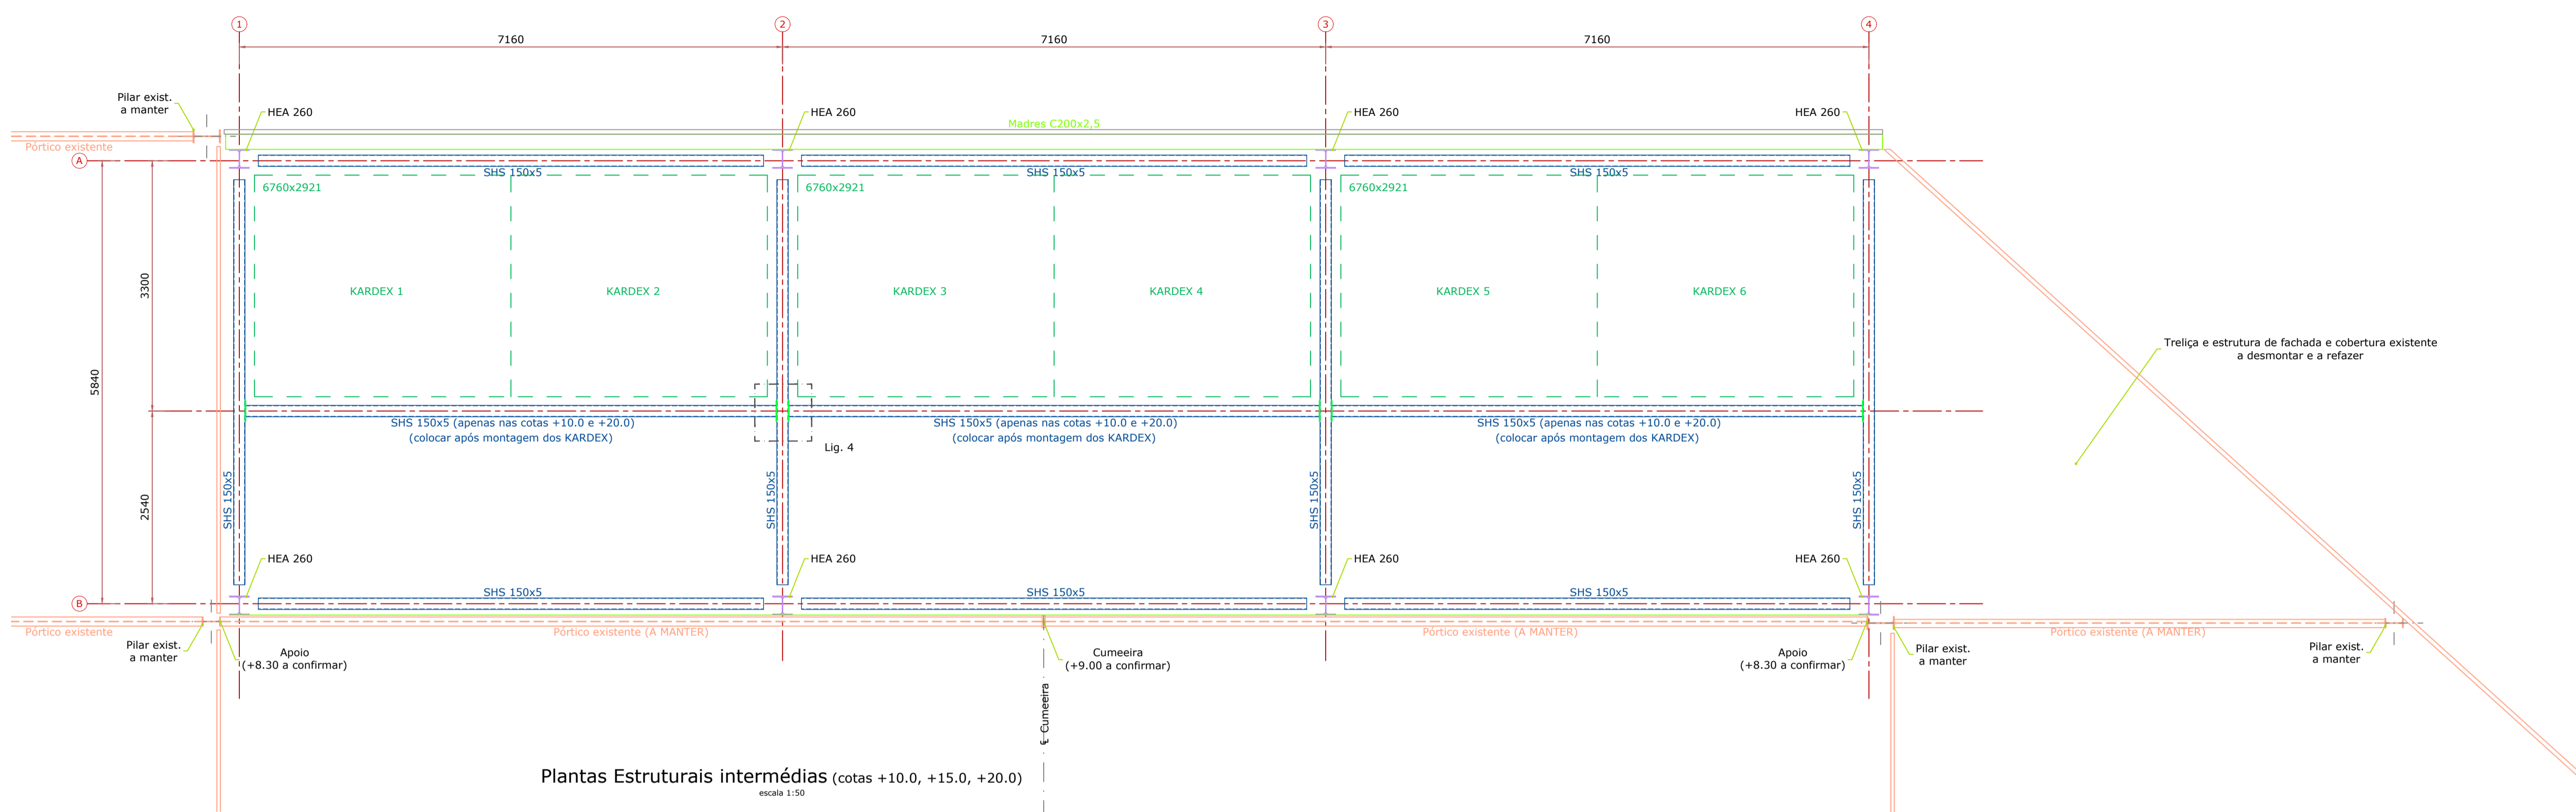 1
2
3
4
7160
7160
7160
Pilar exist.
a manter
HEA 260
HEA 260
HEA 260
HEA 260
Madres C200x2,5
Pórtico existente
A
SHS 150x5
SHS 150x5
SHS 150x5
6760x2921
6760x2921
6760x2921
3300
KARDEX 1
KARDEX 2
KARDEX 3
KARDEX 4
KARDEX 5
KARDEX 6
Treliça e estrutura de fachada e cobertura existente
a desmontar e a refazer
5840
SHS 150x5 (apenas nas cotas +10.0 e +20.0)
(colocar após montagem dos KARDEX)
SHS 150x5 (apenas nas cotas +10.0 e +20.0)
(colocar após montagem dos KARDEX)
SHS 150x5 (apenas nas cotas +10.0 e +20.0)
(colocar após montagem dos KARDEX)
Lig. 4
2540
SHS 150x5
SHS 150x5
SHS 150x5
SHS 150x5
HEA 260
HEA 260
HEA 260
HEA 260
SHS 150x5
SHS 150x5
SHS 150x5
B
Pórtico existente
Pórtico existente (A MANTER)
Pórtico existente (A MANTER)
Pórtico existente (A MANTER)
Pilar exist.
a manter
Apoio
(+8.30 a confirmar)
Cumeeira
(+9.00 a confirmar)
Apoio
(+8.30 a confirmar)
Pilar exist.
a manter
Pilar exist.
a manter
℄ Cumeeira
Plantas Estruturais intermédias (cotas +10.0, +15.0, +20.0)
escala 1:50